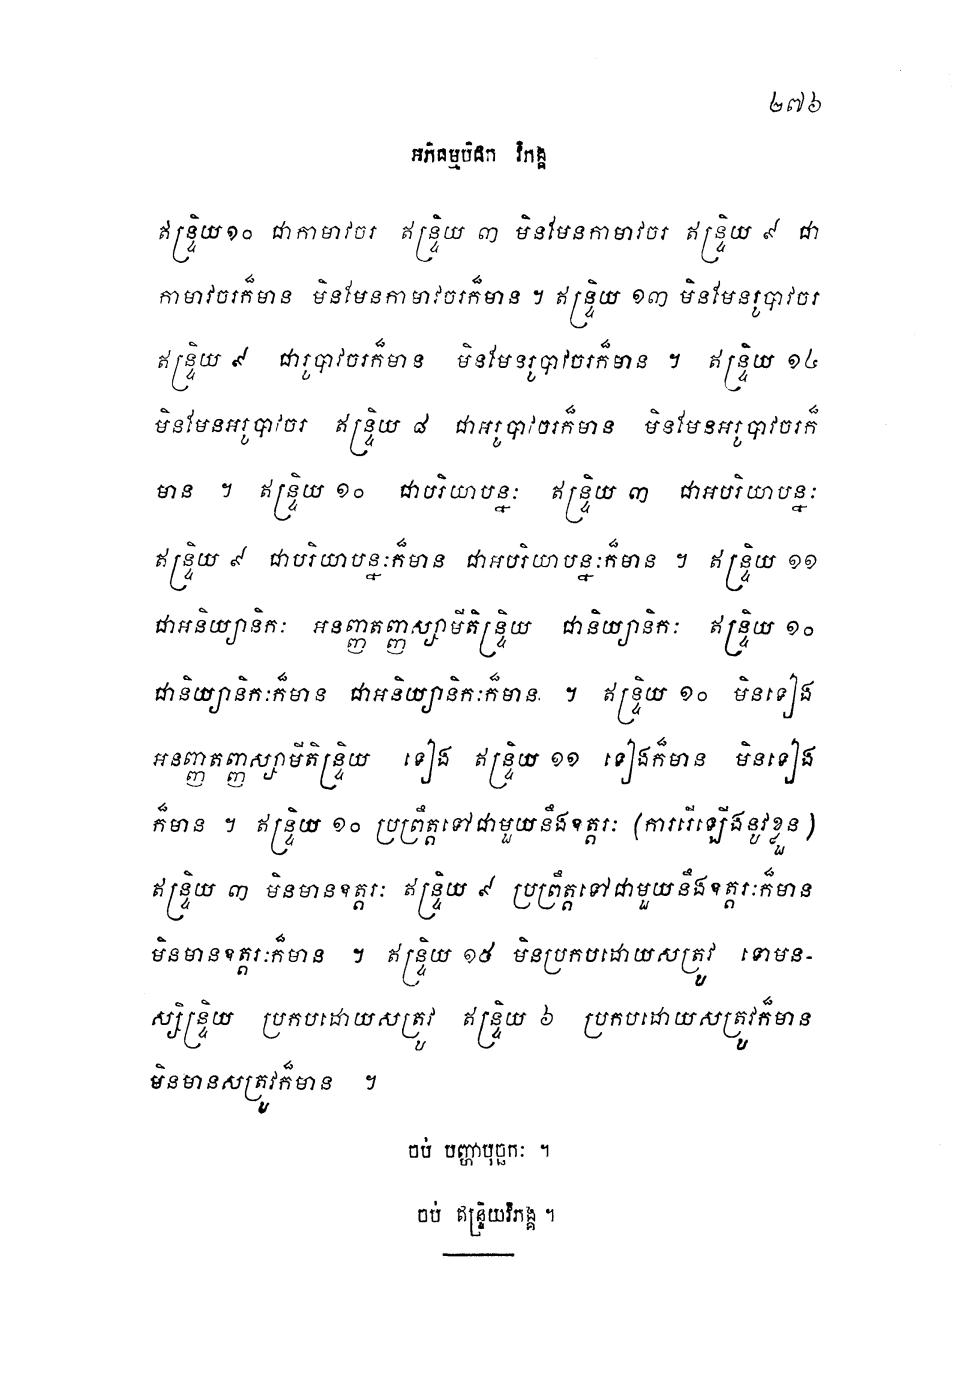 ២៧៦
អភិធម្មបិដក វិភង្គ
ឥន្ទ្រិយ១០ ជាកាមាវចរ ឥន្ទ្រិយ ៣ មិនមែនកាមាវចរ ឥន្ទ្រិយ ៩ ជា
កាមាវចរក៏មាន មិនមែនកាមាវចរក៏មាន ។ ឥន្ទ្រិយ ១៣ មិនមែនរូបាវចរ
ឥន្ទ្រិយ ៩ ជារូបាវចរក៏មាន មិនមែនរូបាវចរក៏មាន ។ ឥន្ទ្រិយ ១៤
មិនមែនអរូបាវចរ ឥន្ទ្រិយ ៨ ជាអរូបាវចរក៏មាន មិនមែនអរូបាវចរក៏
មាន ។ ឥន្ទ្រិយ ១០ ជាបរិយាបន្នៈ ឥន្ទ្រិយ ៣ ជាអបរិយាបន្នៈ
ឥន្ទ្រិយ ៩ ជាបរិយាបន្នៈក៏មាន ជាអបរិយាបន្នៈក៏មាន ។ ឥន្ទ្រិយ ១១
ជាអនិយ្យានិកៈ អនញ្ញតញ្ញស្សាមីតិន្ទ្រិយ ជានិយ្យានិកៈ ឥន្ទ្រិយ ១០
ជានិយ្យានិកៈក៏មាន ជាអនិយ្យានិកៈក៏មាន ។ ឥន្ទ្រិយ ១០ មិនទៀង
អនញ្ញតញ្ញស្សាមីតិន្ទ្រិយ ទៀង ឥន្ទ្រិយ ១១ ទៀងក៏មាន មិនទៀង
ក៏មាន ។ ឥន្ទ្រិយ ១០ ប្រព្រឹត្តទៅជាមួយនឹងឧត្តរៈ (ការរើឡើងនូវខ្លួន)
ឥន្ទ្រិយ ៣ មិនមានឧត្តរៈ ឥន្ទ្រិយ ៩ ប្រព្រឹត្តទៅជាមួយនឹងឧត្តរៈក៏មាន
មិនមានឧត្តរៈក៏មាន ។ ឥន្ទ្រិយ ១៥ មិនប្រកបដោយសត្រូវ ទោមន-
ស្សិន្ទ្រិយ ប្រកបដោយសត្រូវ ឥន្ទ្រិយ ៦ ប្រកបដោយសត្រូវក៏មាន
មិនមានសត្រូវក៏មាន ។
ចប់ បញ្ហាបុច្ឆកៈ ។
ចប់ ឥន្ទ្រិយវិភង្គ ។